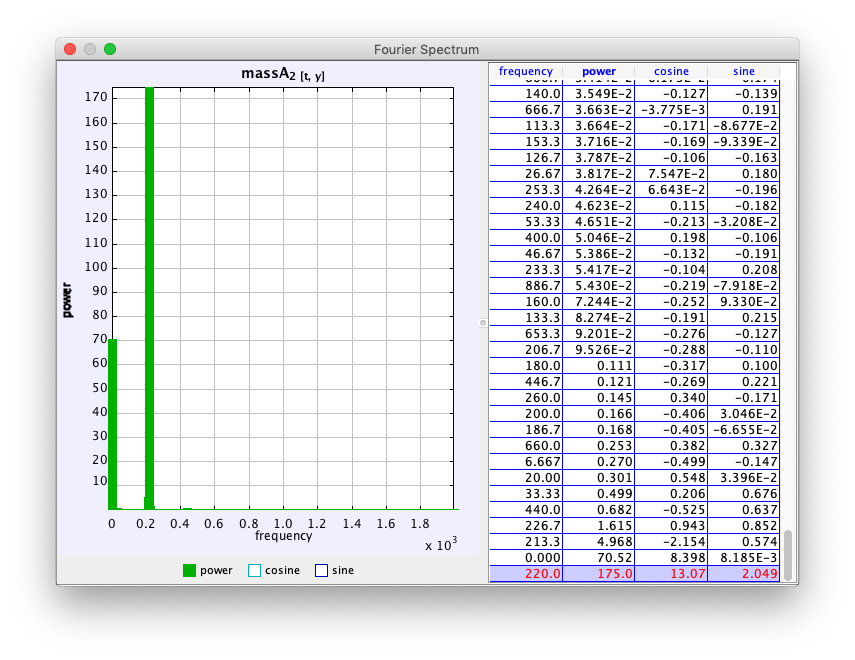 Fourier Spectrum
massA2 [t, y]
170
160
150
140
130
120
110
100
90
80
70
60
50
40
30
20
10
power
0 0.2 0.4 0.6 0.8 1.0 1.2 1.4 1.6 1.8
frequency
x 10^3
power cosine sine
frequency power cosine sine
140.0 3.549E-2 −0.127 −0.139
666.7 3.663E-2 −3.775E-3 0.191
113.3 3.664E-2 −0.171 −8.677E-2
153.3 3.716E-2 −0.169 −9.339E-2
126.7 3.787E-2 −0.106 −0.163
26.67 3.817E-2 7.547E-2 0.180
253.3 4.264E-2 6.643E-2 −0.196
240.0 4.623E-2 0.115 −0.182
53.33 4.651E-2 −0.213 −3.208E-2
400.0 5.046E-2 0.198 −0.106
46.67 5.386E-2 −0.132 −0.191
233.3 5.417E-2 −0.104 0.208
886.7 5.430E-2 −0.219 −7.918E-2
160.0 7.244E-2 −0.252 9.330E-2
133.3 8.274E-2 −0.191 0.215
653.3 9.201E-2 −0.276 −0.127
206.7 9.526E-2 −0.288 −0.110
180.0 0.111 −0.317 0.100
446.7 0.121 −0.269 0.221
260.0 0.145 0.340 −0.171
200.0 0.166 −0.406 3.046E-2
186.7 0.168 −0.405 −6.655E-2
660.0 0.253 0.382 0.327
6.667 0.270 −0.499 −0.147
20.00 0.301 0.548 3.396E-2
33.33 0.499 0.206 0.676
440.0 0.682 −0.525 0.637
226.7 1.615 0.943 0.852
213.3 4.968 −2.154 0.574
0.000 70.52 8.398 8.185E-3
220.0 175.0 13.07 2.049